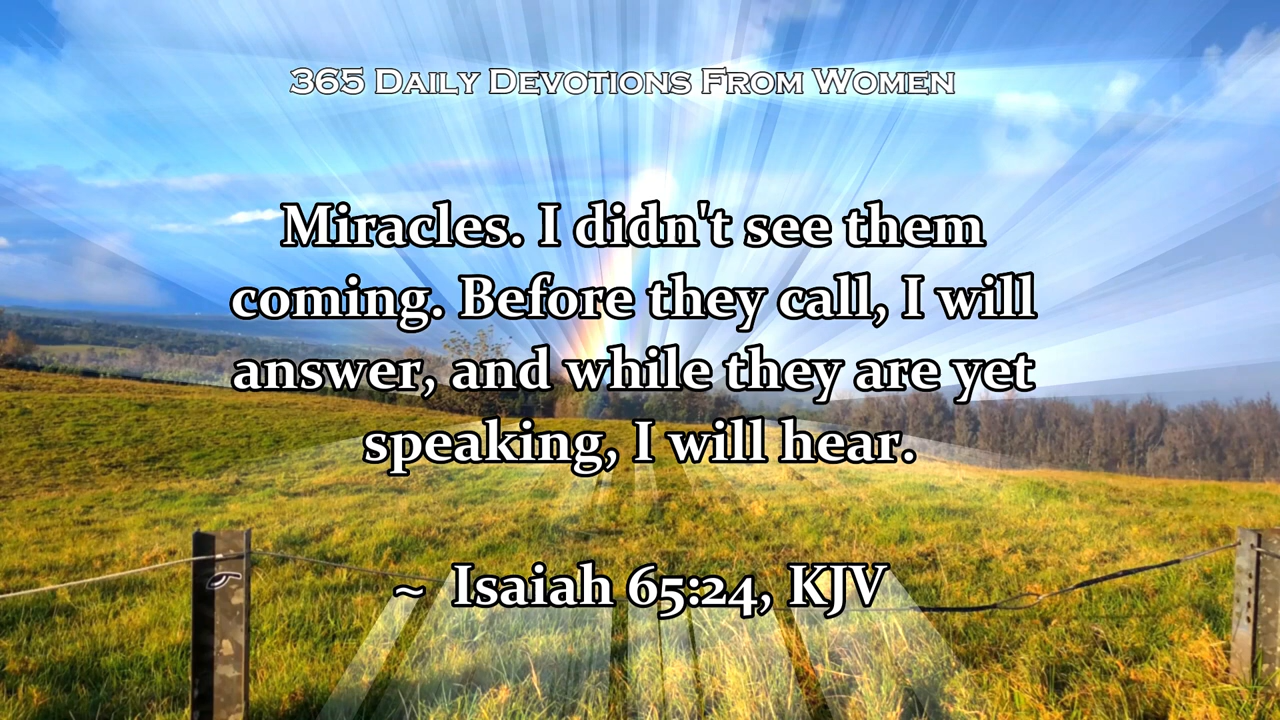 365 Daily Devotions From Women
Miracles. I didn't see them
coming. Before they call, I will
answer, and while they are yet
speaking, I will hear.
~ Isaiah 65:24, KJV